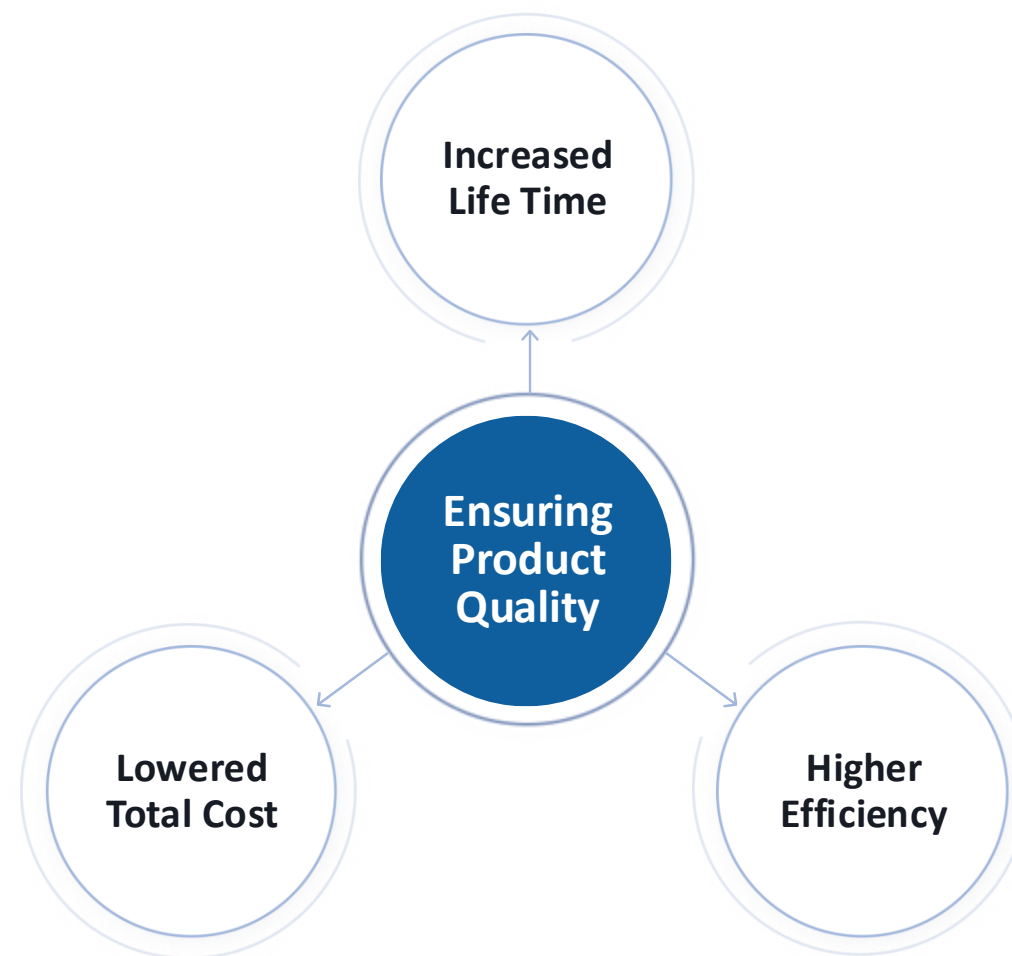 Increased
Life Time
Ensuring
Product
Quality
Lowered
Total Cost
Higher
Efficiency